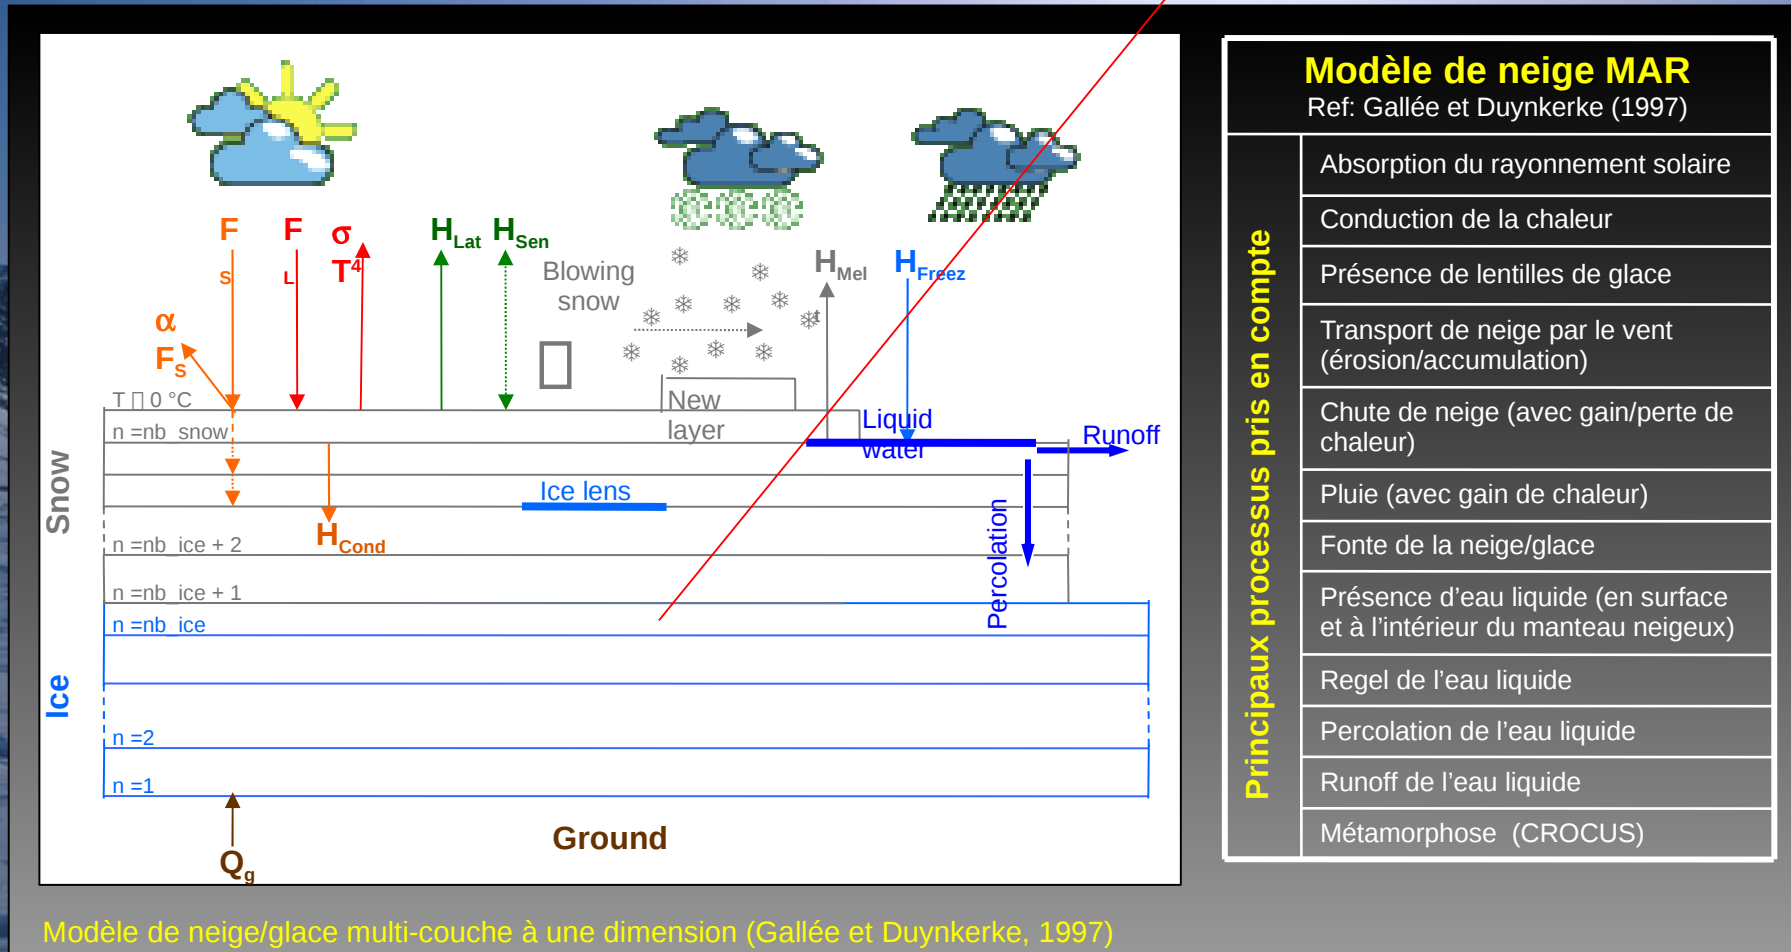 F
S
F
L
σ
T4
HLat
HSen
Blowing
snow
HMel
t
HFreez
α
FS
T 0 °C
n =nb_snow
New
layer
Liquid
water
Runoff
Snow
Ice lens
HCond
Percolation
n =nb_ice + 2
n =nb_ice + 1
n =nb_ice
Ice
n =2
n =1
Ground
Qg
Modèle de neige/glace multi-couche à une dimension (Gallée et Duynkerke, 1997)
Modèle de neige MAR
Ref: Gallée et Duynkerke (1997)
Principaux processus pris en compte
Absorption du rayonnement solaire
Conduction de la chaleur
Présence de lentilles de glace
Transport de neige par le vent
(érosion/accumulation)
Chute de neige (avec gain/perte de
chaleur)
Pluie (avec gain de chaleur)
Fonte de la neige/glace
Présence d’eau liquide (en surface
et à l’intérieur du manteau neigeux)
Regel de l’eau liquide
Percolation de l’eau liquide
Runoff de l’eau liquide
Métamorphose (CROCUS)